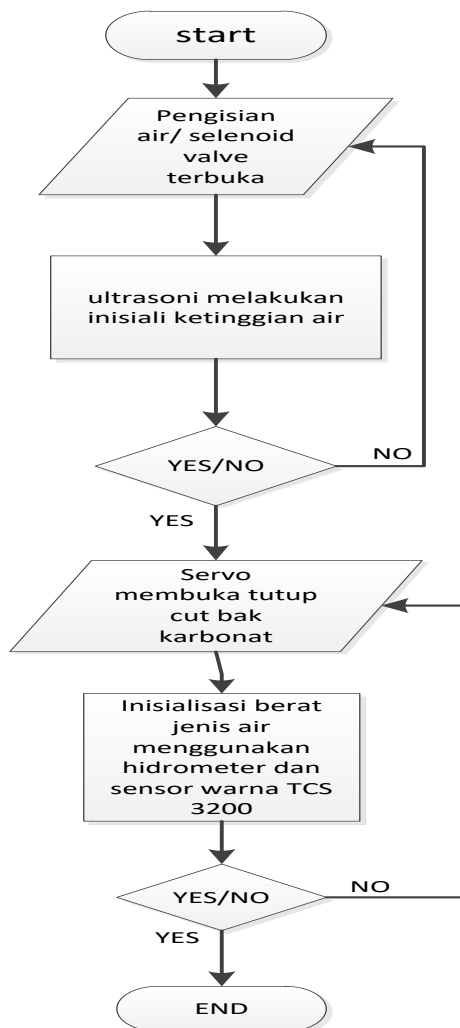 start
Pengisian
air/ selenoid
valve
terbuka
ultrasoni melakukan
inisiali ketinggian air
YES/NO
NO
YES
Servo
membuka tutup
cut bak
karbonat
Inisialisasi berat
jenis air
menggunakan
hidrometer dan
sensor warna TCS
3200
YES/NO
NO
YES
END